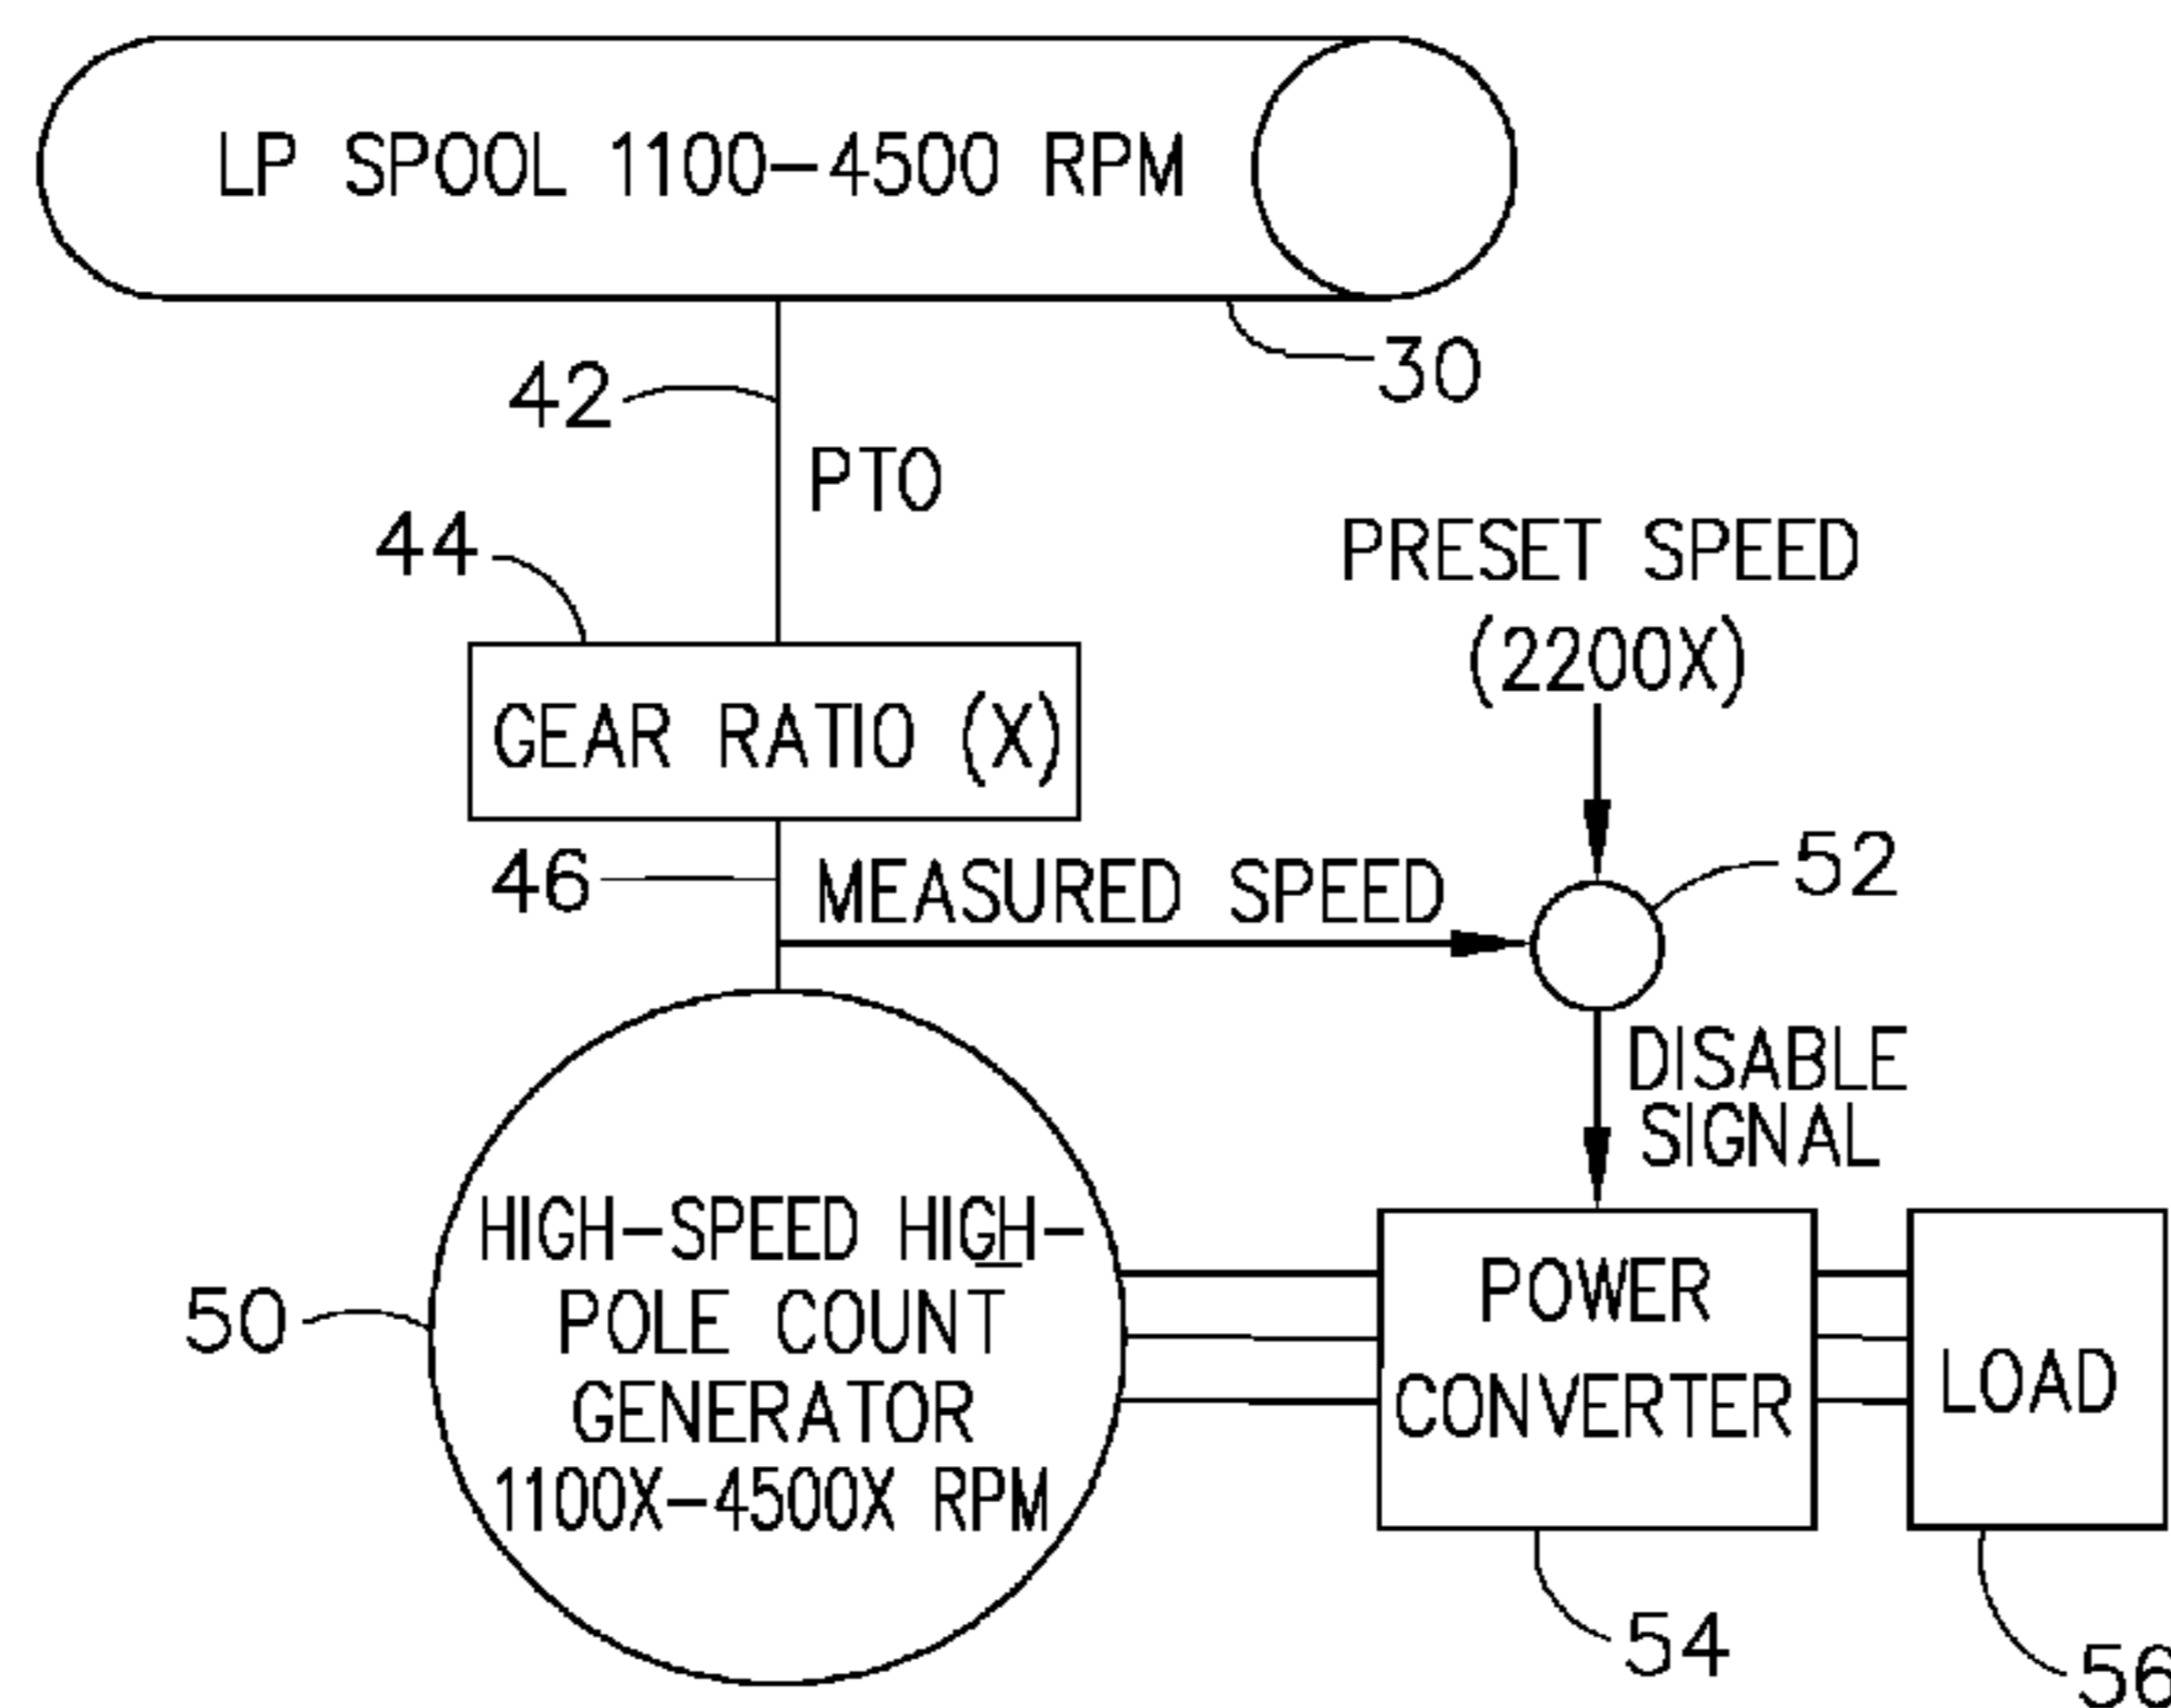 LP SPOOL 1100-4500 RPM
30
42
PTO
44
PRESET SPEED
(2200X)
GEAR RATIO (X)
46
MEASURED SPEED
52
DISABLE
SIGNAL
HIGH-SPEED HIGH-
POLE COUNT
GENERATOR
1100X-4500X RPM
50
POWER
CONVERTER
LOAD
54
56